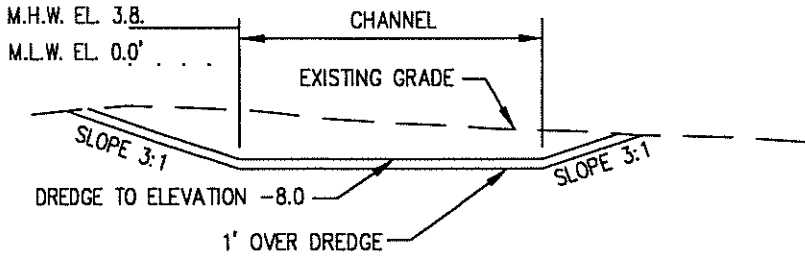 M.H.W. EL. 3.8.
CHANNEL
M.L.W. EL. 0.0'
EXISTING GRADE
SLOPE 3:1
SLOPE 3:1
DREDGE TO ELEVATION -8.0
1' OVER DREDGE